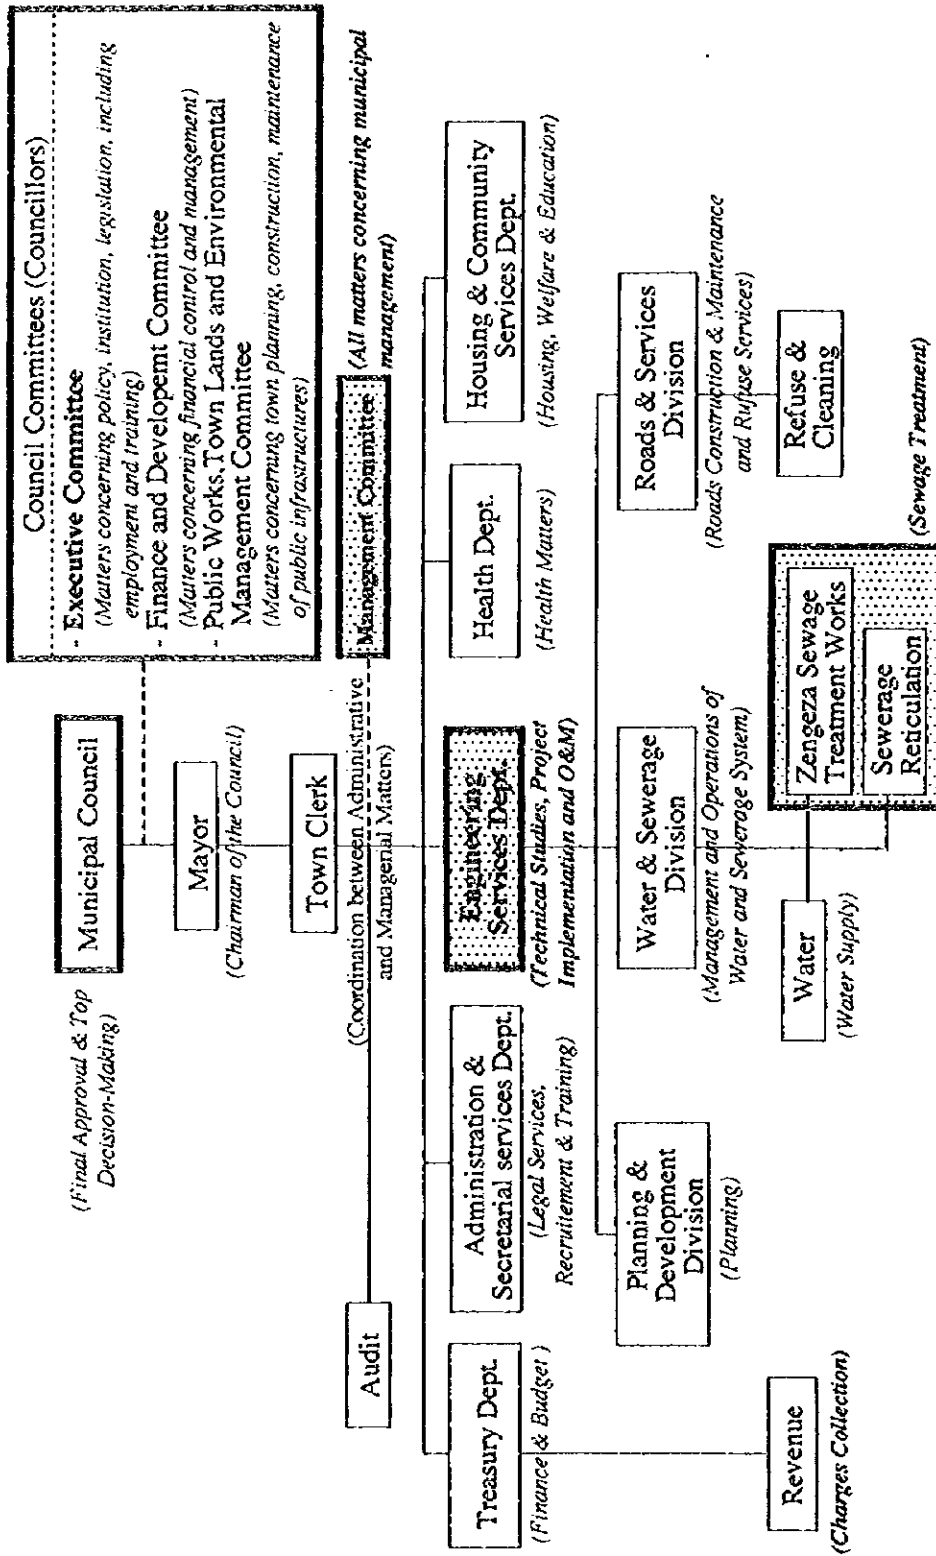 Council Committees (Councillors)
- Executive Committee
(Matters concerning policy, institution, legislation, including
employment and training)
- Finance and Developemt Committee
(Matters concerning financial control and management)
- Public Works,Town Lands and Environmental
Management Committee
(Matters concerning town planning, construction, maintenance
of public infrastructures)
Municipal Council
(Final Approval & Top
Decision-Making)
Mayor
(Chairman of the Council)
Town Clerk
(Coordination between Administrative
and Managenal Matters)
Management Committee
(All matters concerning municipal
management)
Audit
Treasury Dept.
(Finance & Budget )
Administration &
Secretarial services Dept.
(Legal Services,
Recruitement & Training)
Engineering
Services Dept.
(Technical Studies, Project
Implementation and O&M)
Health Dept.
(Health Matters)
Housing & Community
Services Dept.
(Housing, Welfare & Education)
Planning &
Development
Division
(Planning)
Water & Sewerage
Division
(Management and Operations of
Water and Sewerage System)
Roads & Services
Division
(Roads Construction & Maintenance
and Rufuse Services)
Revenue
(Charges Collection)
Water
(Water Supply)
Zengeza Sewage
Treatment Works
Sewerage
Reticulation
(Sewage Treatment)
Refuse &
Cleaning